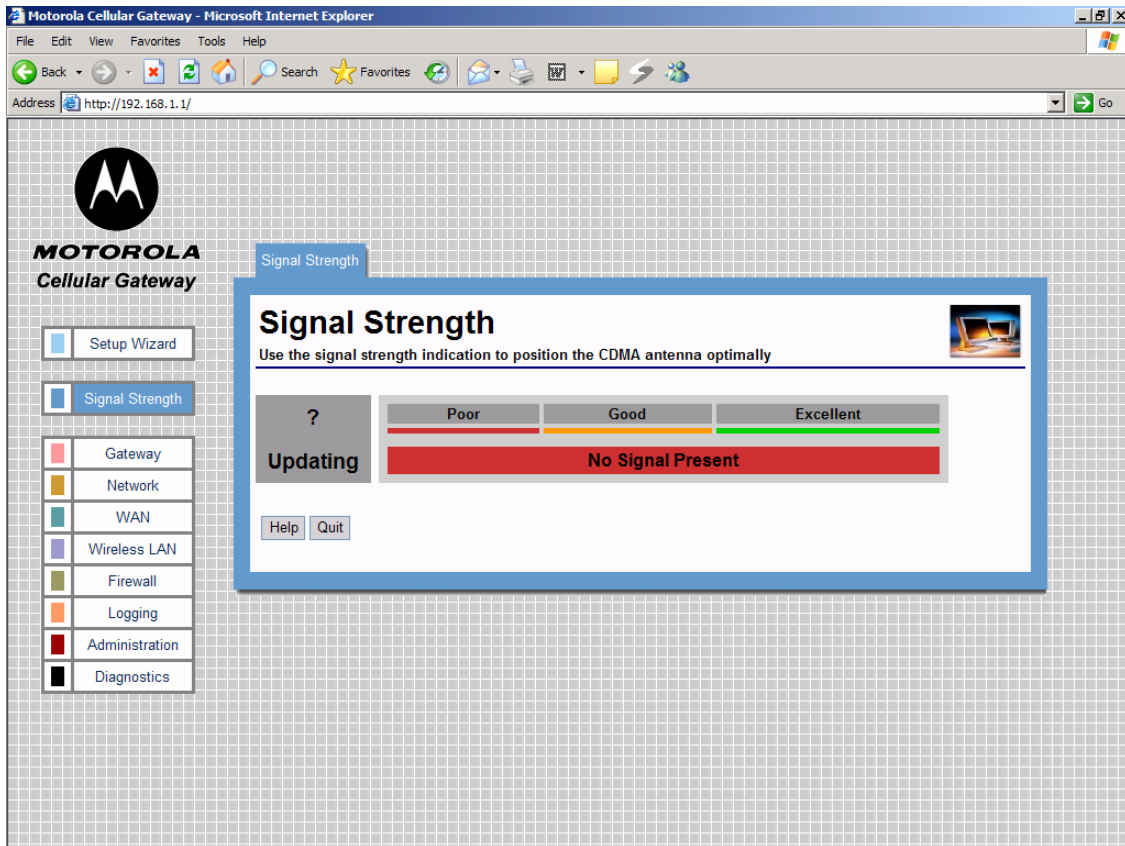 Motorola Cellular Gateway - Microsoft Internet Explorer
File Edit View Favorites Tools Help
Back Search Favorites
Address http://192.168.1.1/ Go
MOTOROLA
Cellular Gateway
Setup Wizard
Signal Strength
Gateway
Network
WAN
Wireless LAN
Firewall
Logging
Administration
Diagnostics
Signal Strength
Signal Strength
Use the signal strength indication to position the CDMA antenna optimally
?
Updating
Poor Good Excellent
No Signal Present
Help Quit